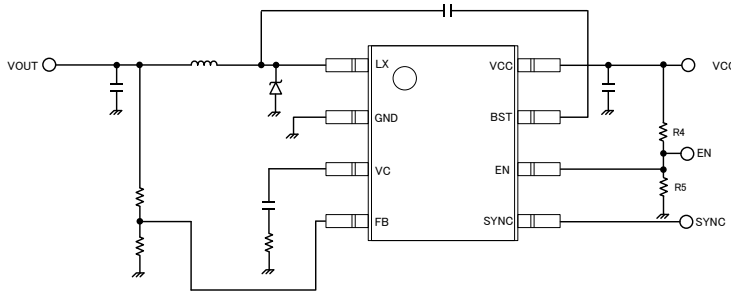 VOUT
LX
VCC
VCC
GND
BST
R4
EN
VC
EN
R5
FB
SYNC
SYNC